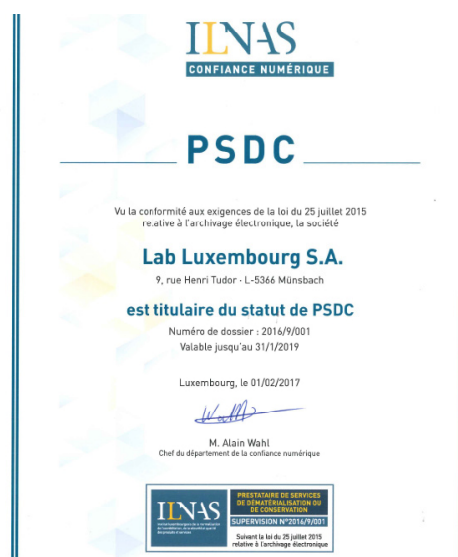 ILNAS
CONFIANCE NUMÉRIQUE
PSDC
Vu la conformité aux exigences de la loi du 25 juillet 2015
relative à l'archivage électronique, la société
Lab Luxembourg S.A.
9, rue Henri Tudor - L-5366 Münsbach
est titulaire du statut de PSDC
Numéro de dossier : 2016/9/001
Valable jusqu'au 31/1/2019
Luxembourg, le 01/02/2017
M. Alain Wahl
Chef du département de la confiance numérique
ILNAS
PRESTATAIRE DE SERVICES
DE DÉMATÉRIALISATION OU
DE CONSERVATION
SUPERVISION N°2016/9/001
Suivant la loi du 25 juillet 2015
relative à l'archivage électronique